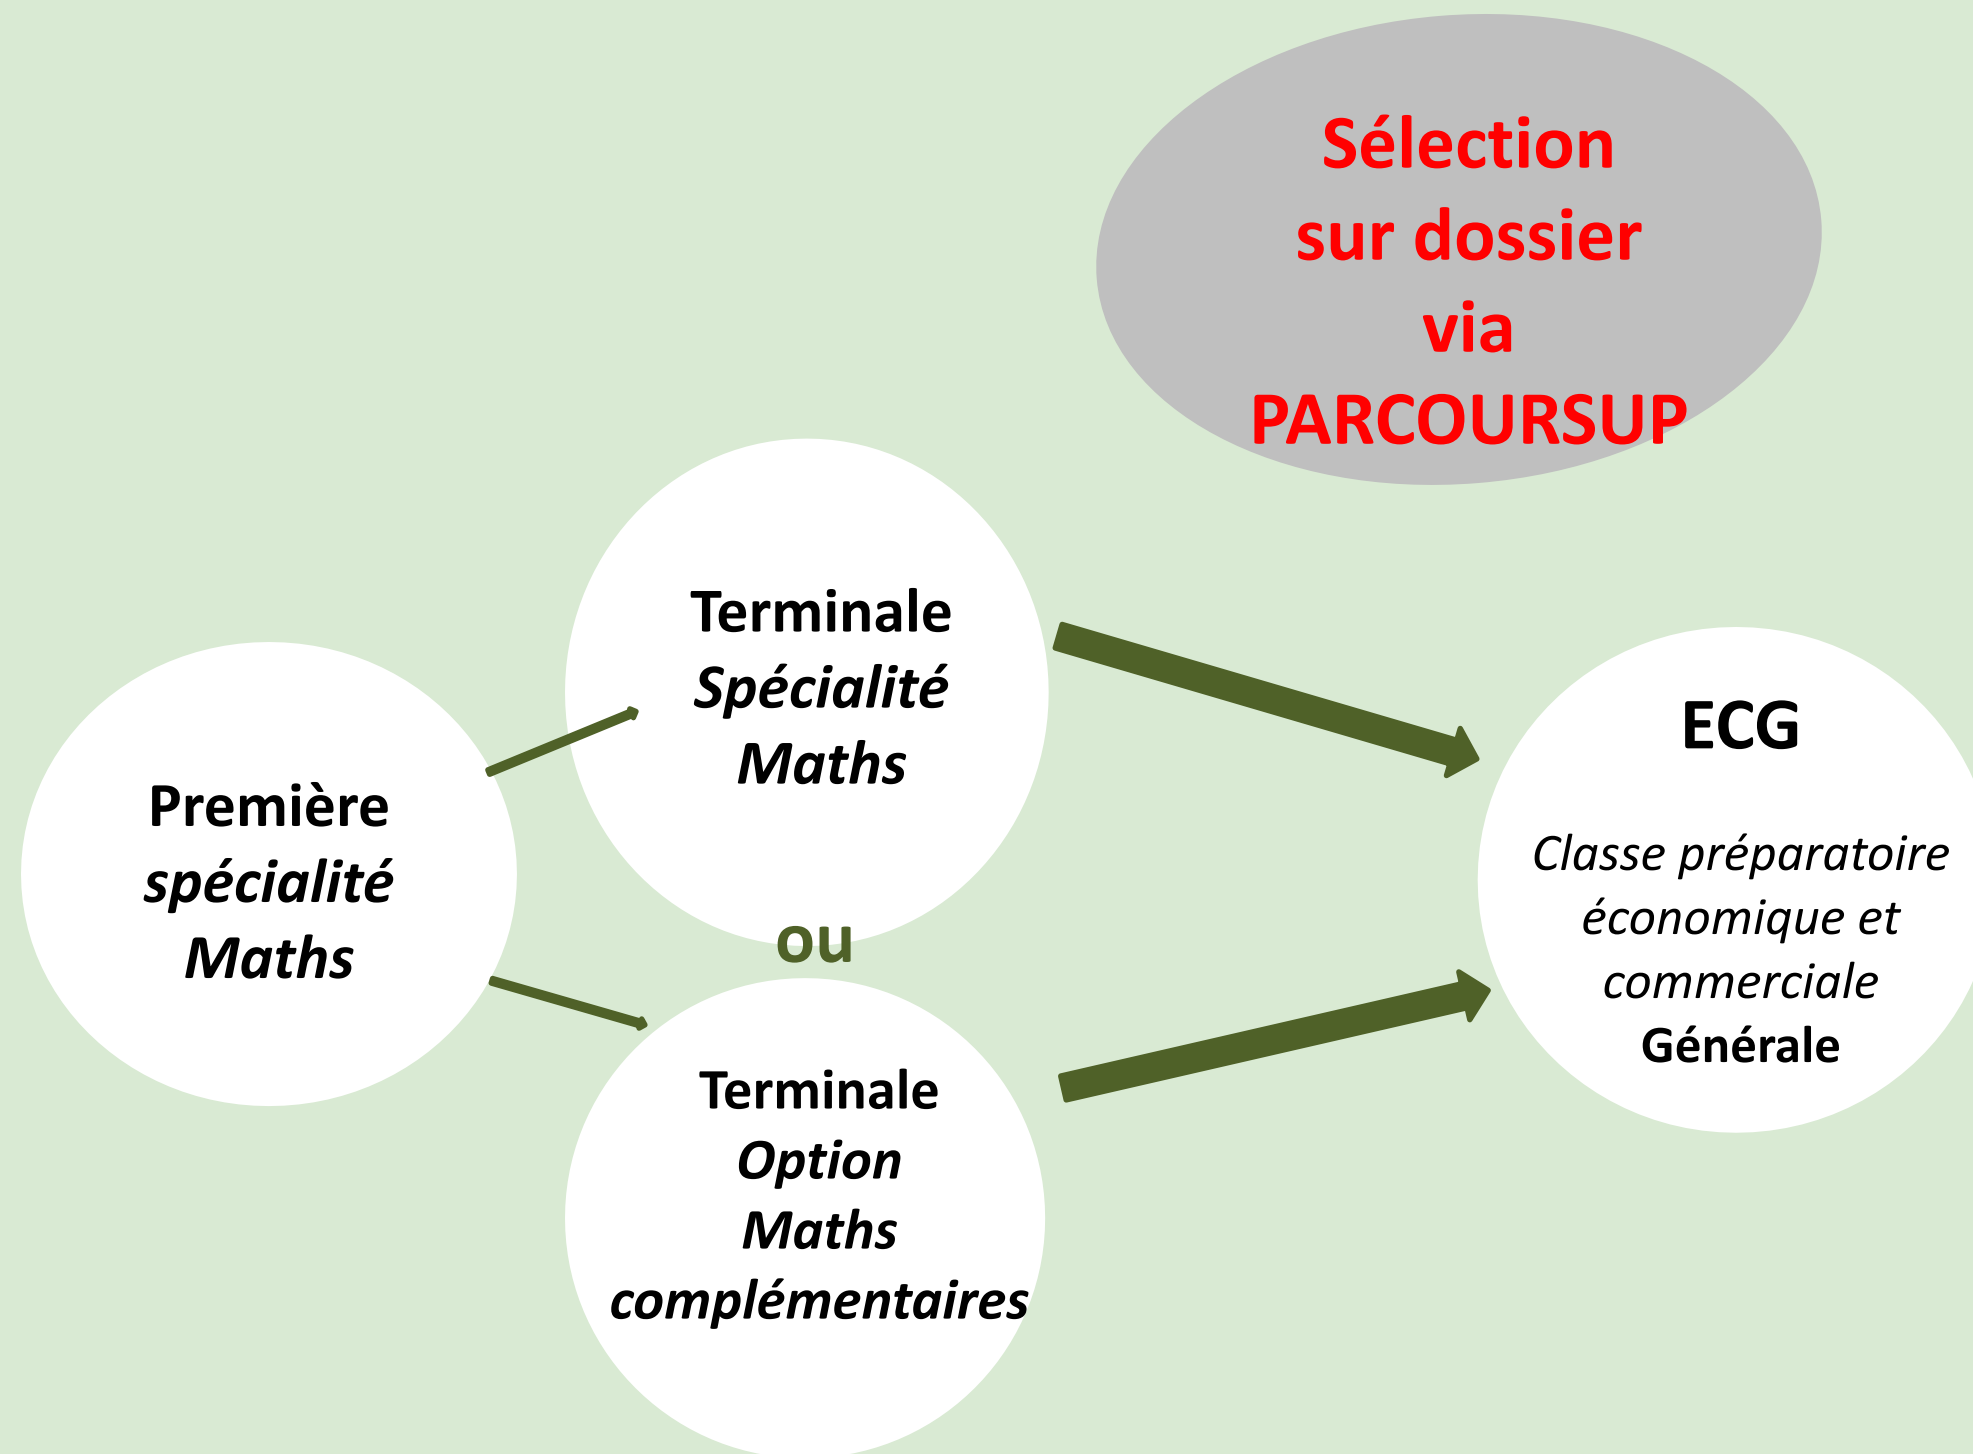 Sélection
sur dossier
via
PARCOURSUP
Première
spécialité
Maths
Terminale
Spécialité
Maths
ou
Terminale
Option
Maths
complémentaires
ECG
Classe préparatoire
économique et
commerciale
Générale